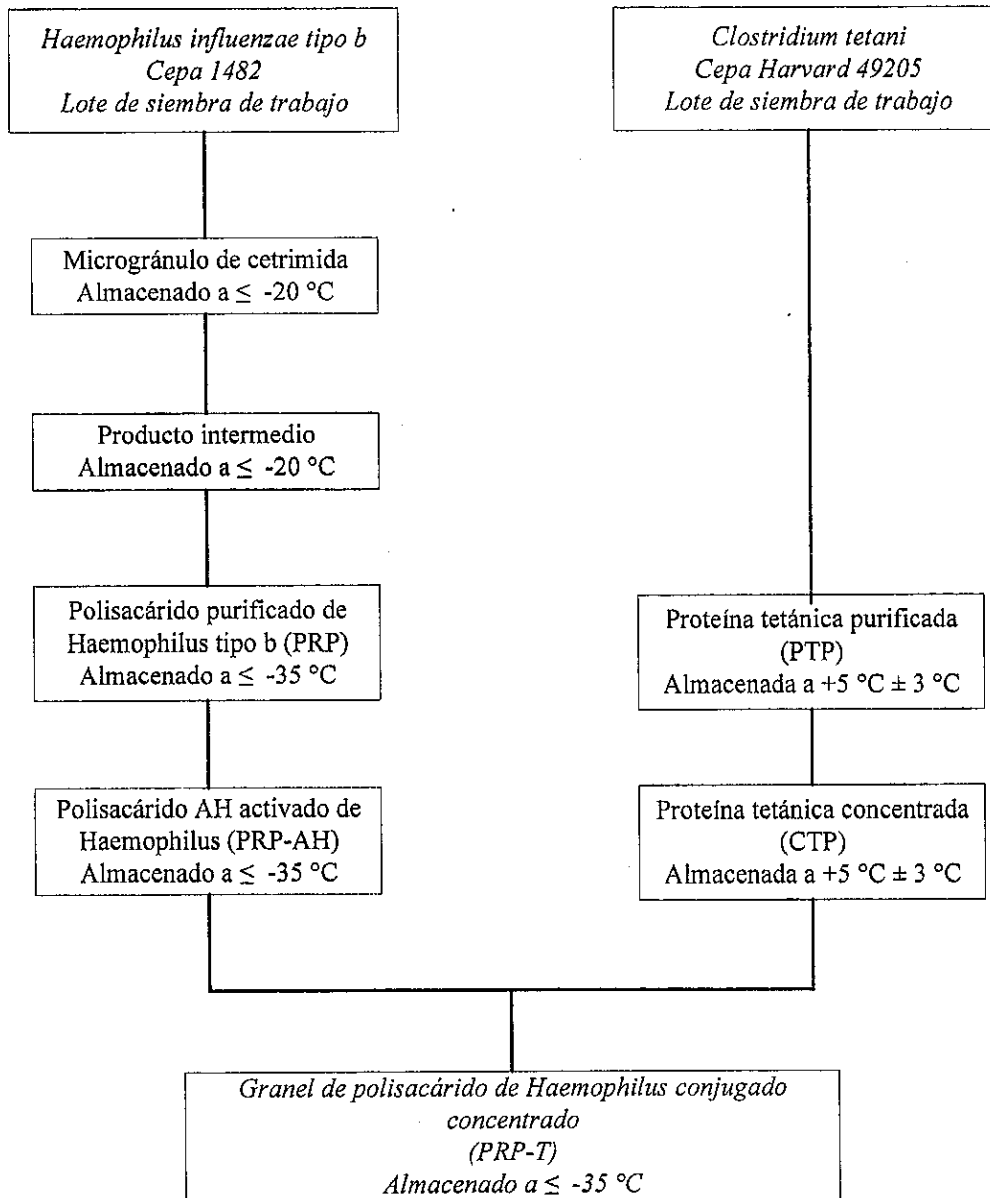 Haemophilus influenzae tipo b
Cepa 1482
Lote de siembra de trabajo
Clostridium tetani
Cepa Harvard 49205
Lote de siembra de trabajo
Microgránulo de cetrimida
Almacenado a ≤ -20 °C
Producto intermedio
Almacenado a ≤ -20 °C
Polisacárido purificado de
Haemophilus tipo b (PRP)
Almacenado a ≤ -35 °C
Proteína tetánica purificada
(PTP)
Almacenada a +5 °C ± 3 °C
Polisacárido AH activado de
Haemophilus (PRP-AH)
Almacenado a ≤ -35 °C
Proteína tetánica concentrada
(CTP)
Almacenada a +5 °C ± 3 °C
Granel de polisacárido de Haemophilus conjugado
concentrado
(PRP-T)
Almacenado a ≤ -35 °C